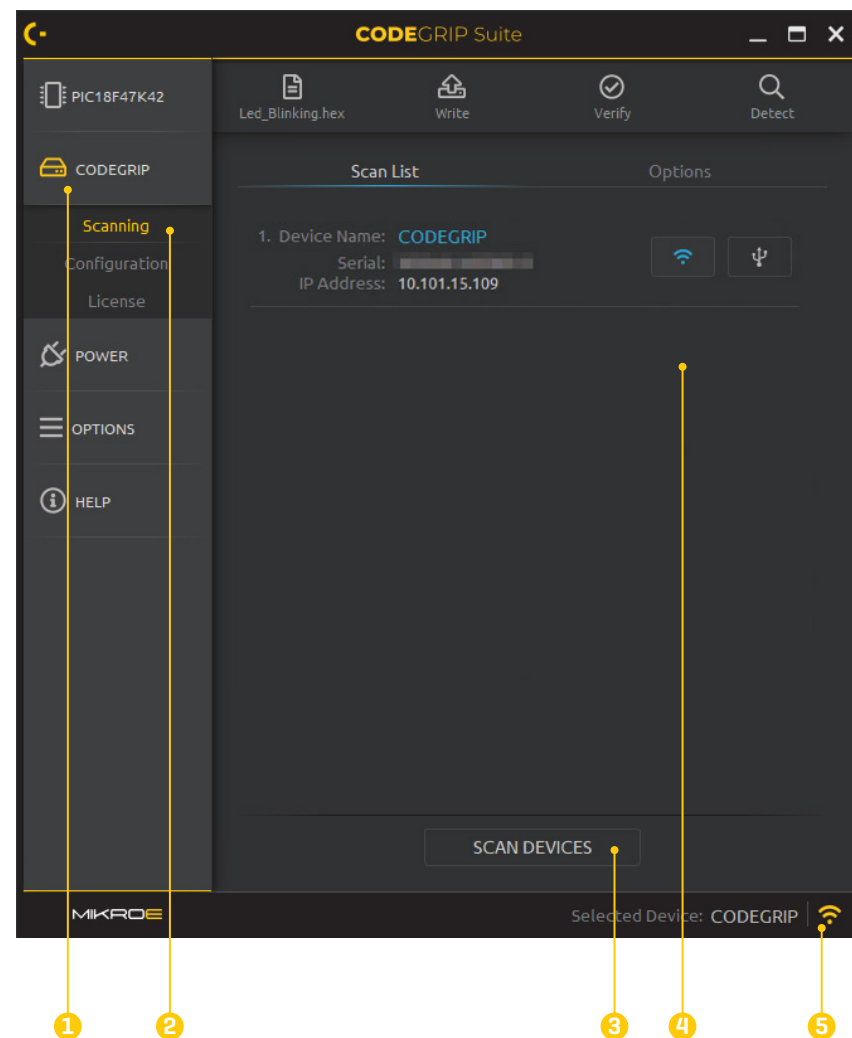 CODEGRIP Suite
PIC18F47K42
Led_Blinking.hex
Write
Verify
Detect
CODEGRIP
Scanning
Configuration
License
POWER
OPTIONS
HELP
Scan List
Options
1. Device Name: CODEGRIP
Serial:
IP Address: 10.101.15.109
SCAN DEVICES
MIKROE
Selected Device: CODEGRIP
1
2
3
4
5